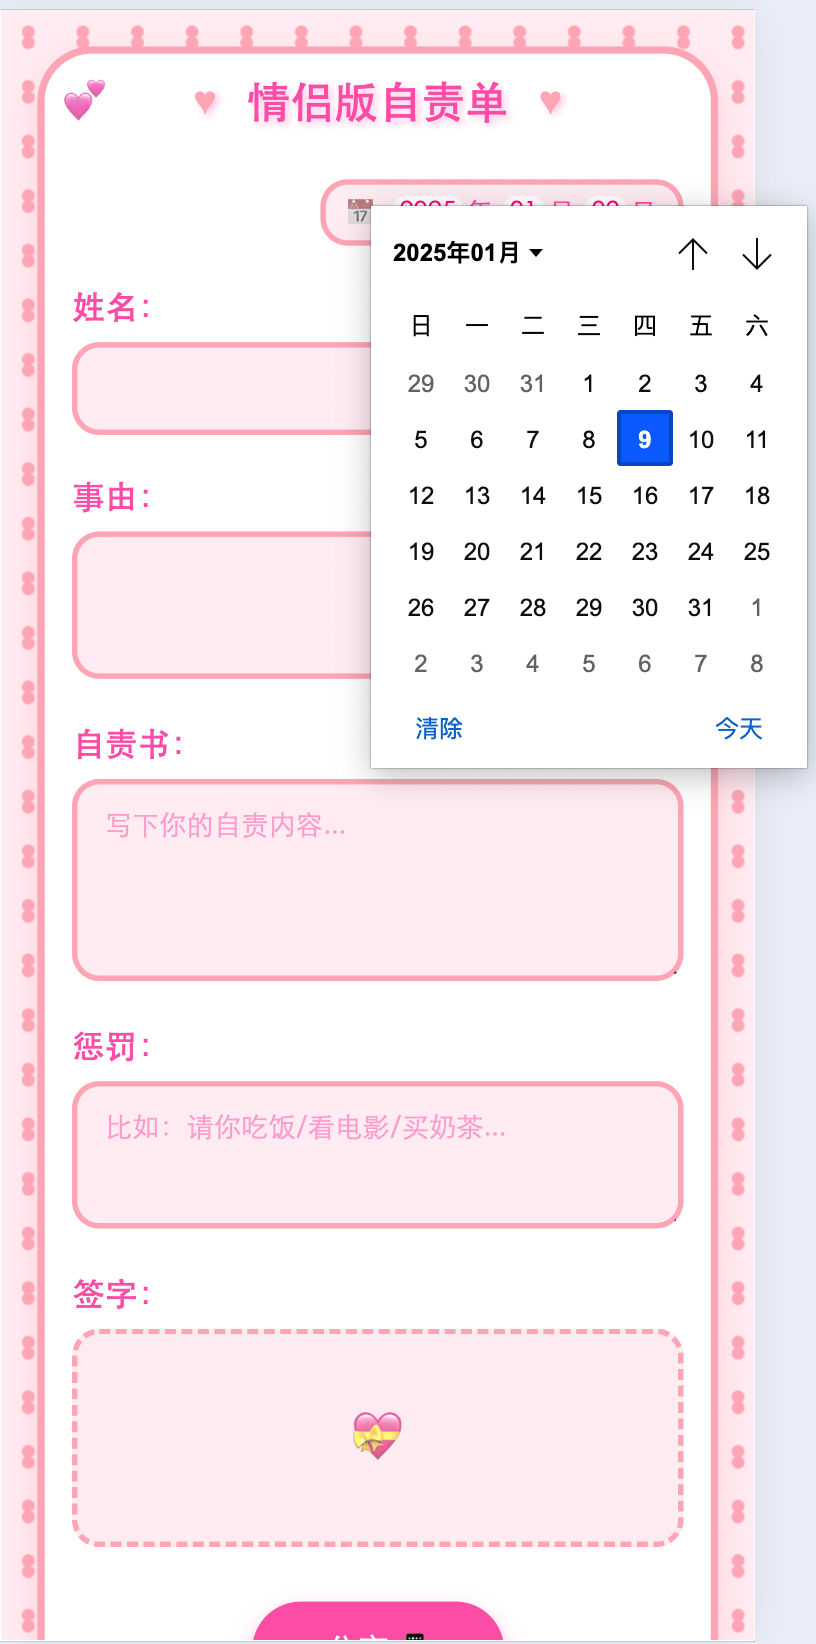 情侣版自责单
2025年01月
姓名：
日 一 二 三 四 五 六
29 30 31 1 2 3 4
5 6 7 8 9 10 11
事由：
12 13 14 15 16 17 18
19 20 21 22 23 24 25
26 27 28 29 30 31 1
2 3 4 5 6 7 8
清除 今天
自责书：
写下你的自责内容...
惩罚：
比如：请你吃饭/看电影/买奶茶...
签字：